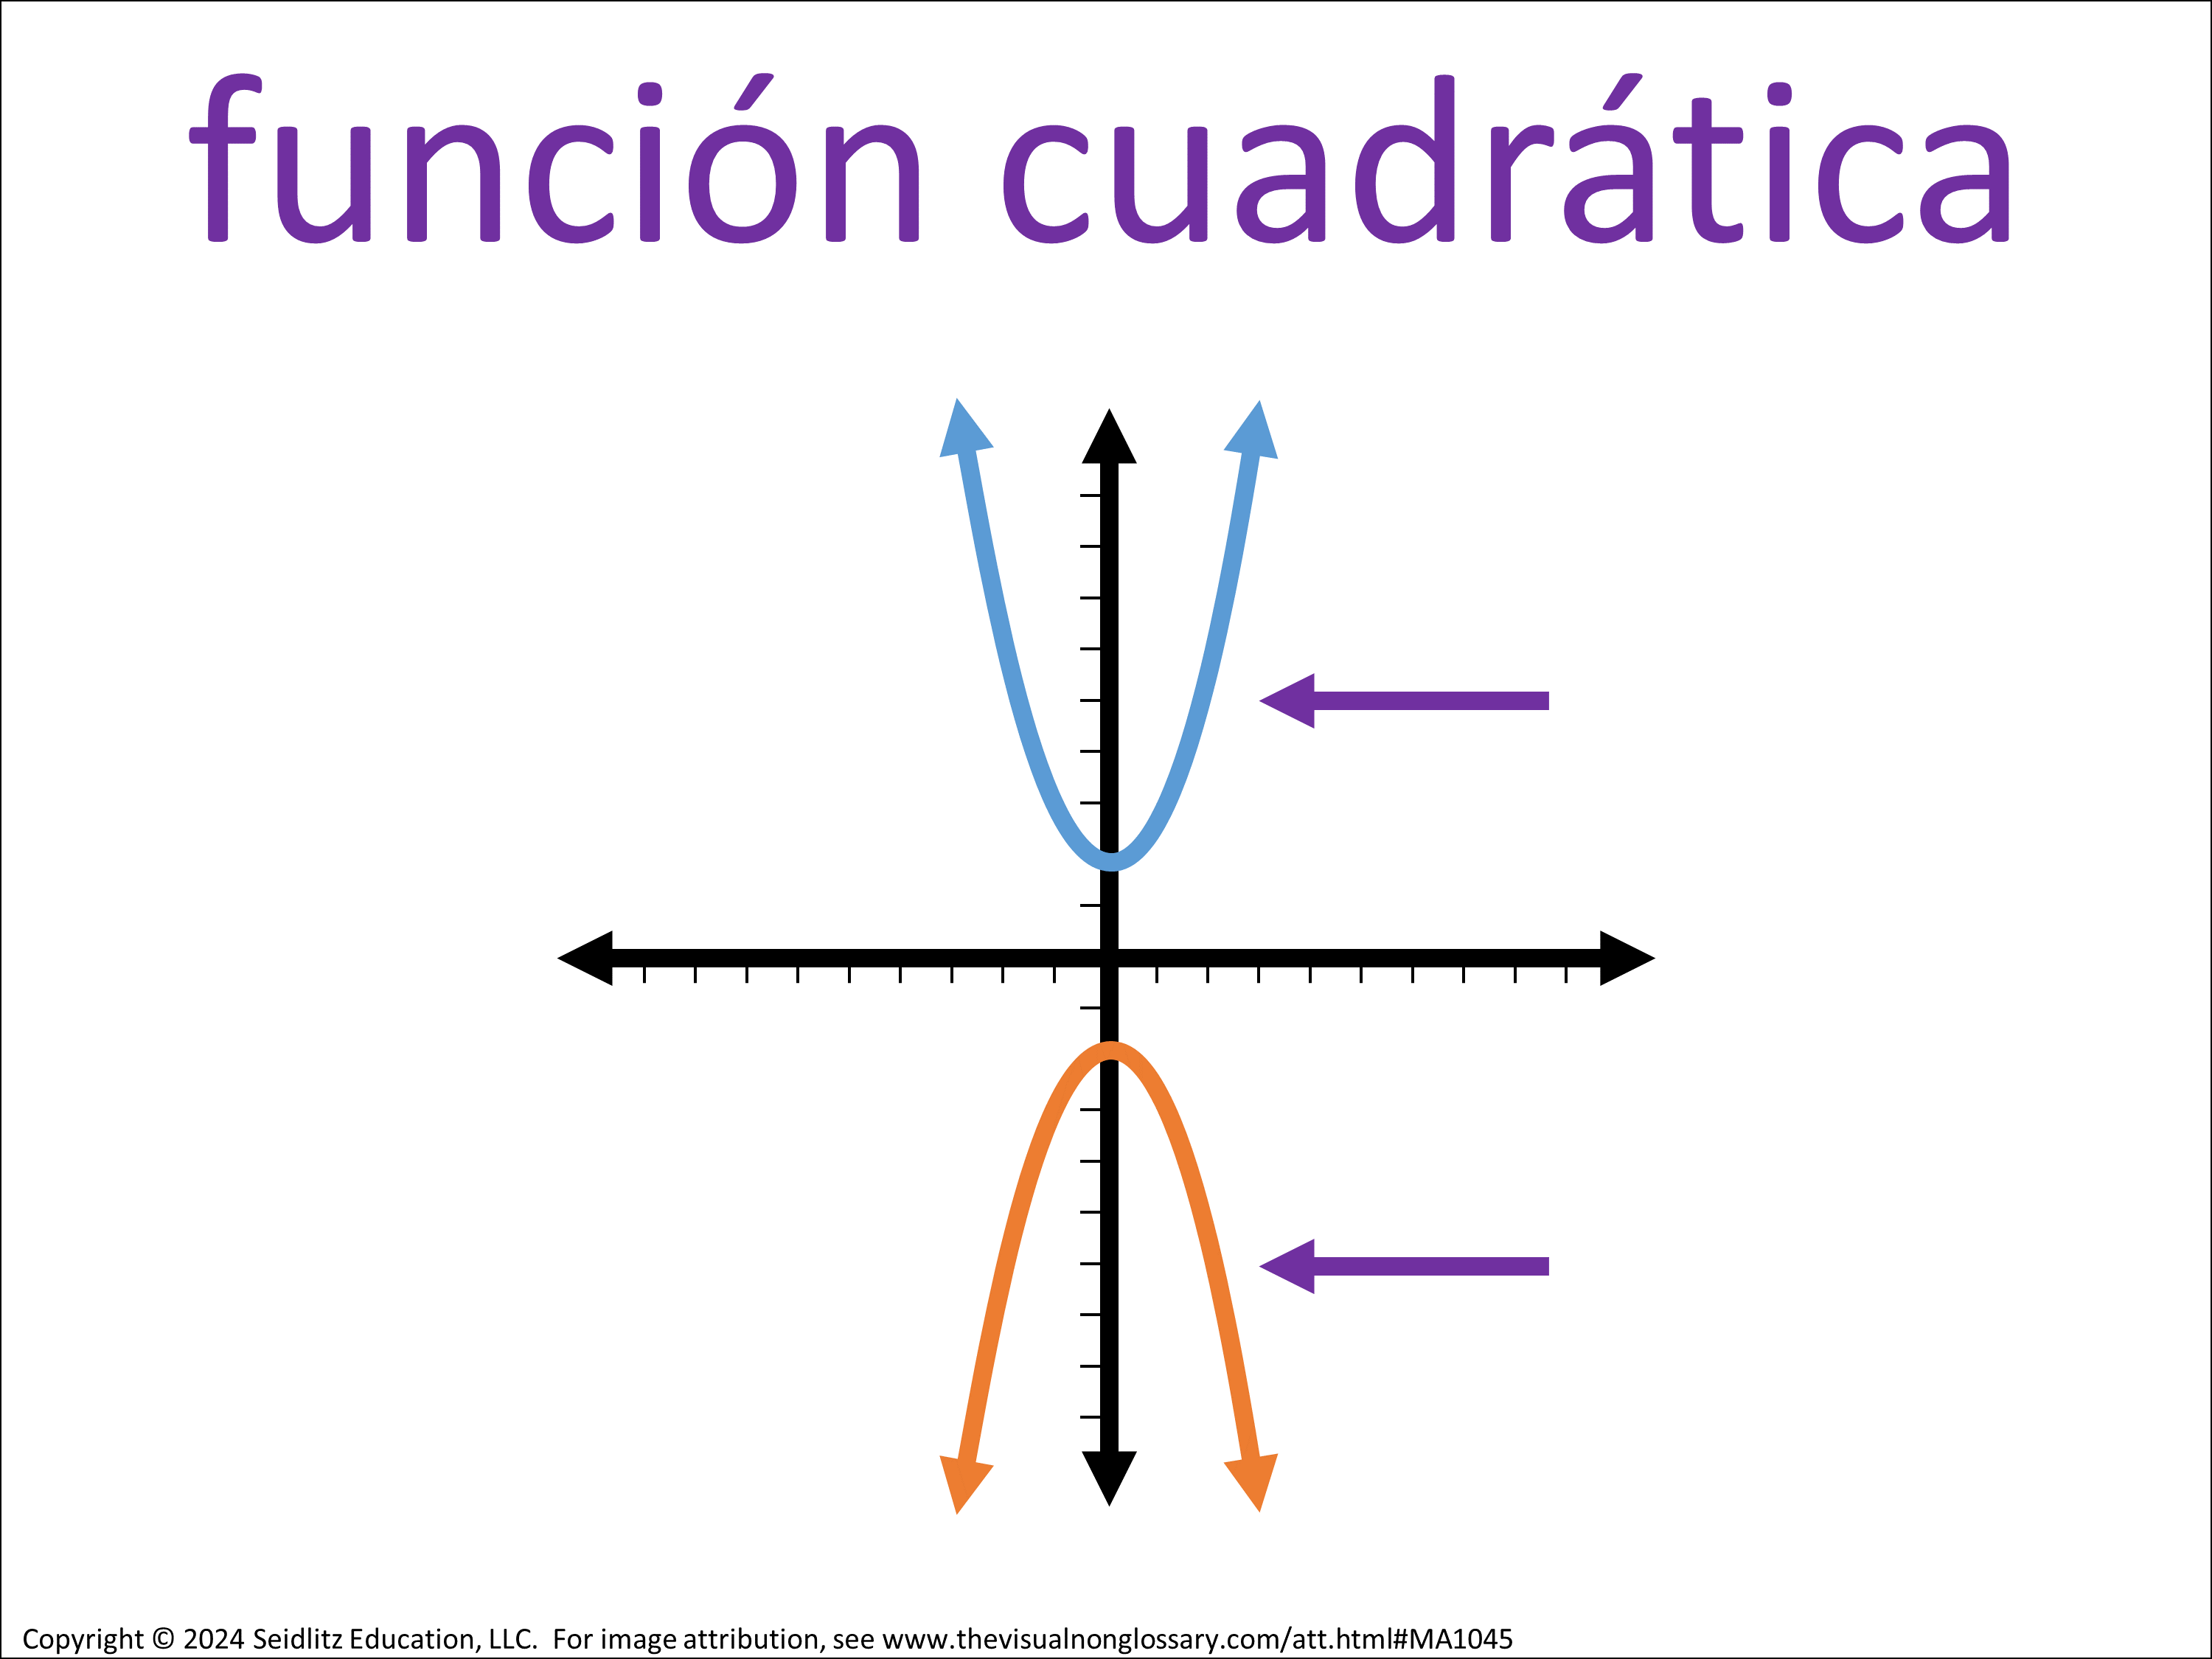 función cuadrática
Copyright © 2024 Seidlitz Education, LLC.  For image attribution, see www.thevisualnonglossary.com/att.html#MA1045